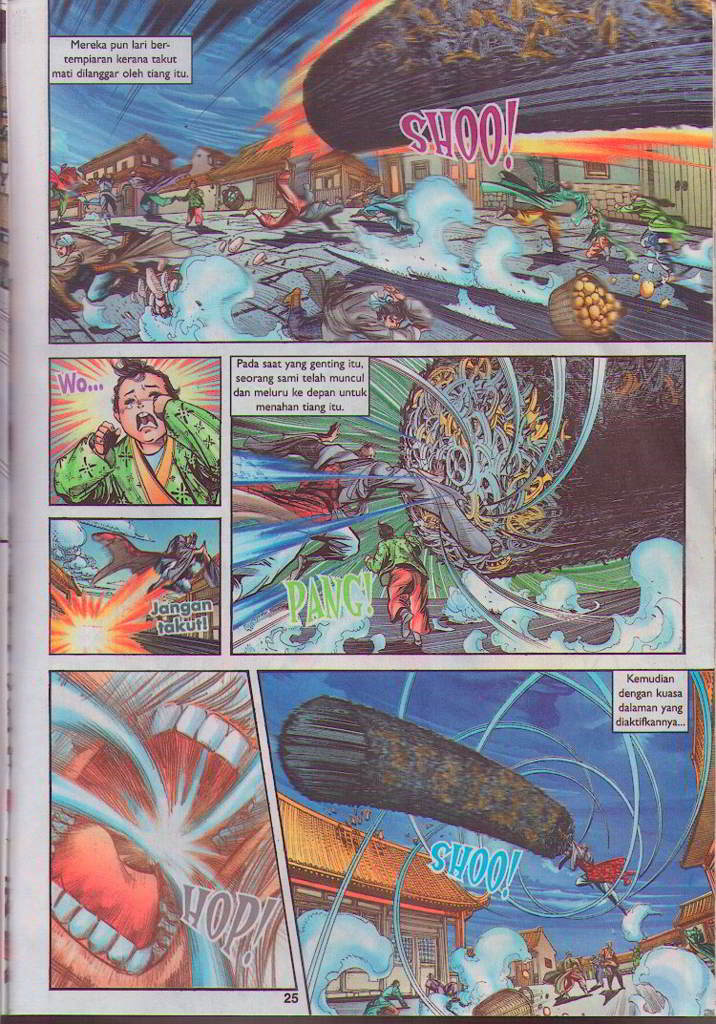 Mereka pun lari ber-
tempiaran kerana takut
mati dilanggar oleh tiang itu.
SHOO!
WO...
Pada saat yang genting itu,
seorang sami telah muncul
dan meluru ke depan untuk
menahan tiang itu.
PANG!
Jangan
takut!
HOP!
Kemudian
dengan kuasa
dalaman yang
diaktifkannya...
SHOO!
25